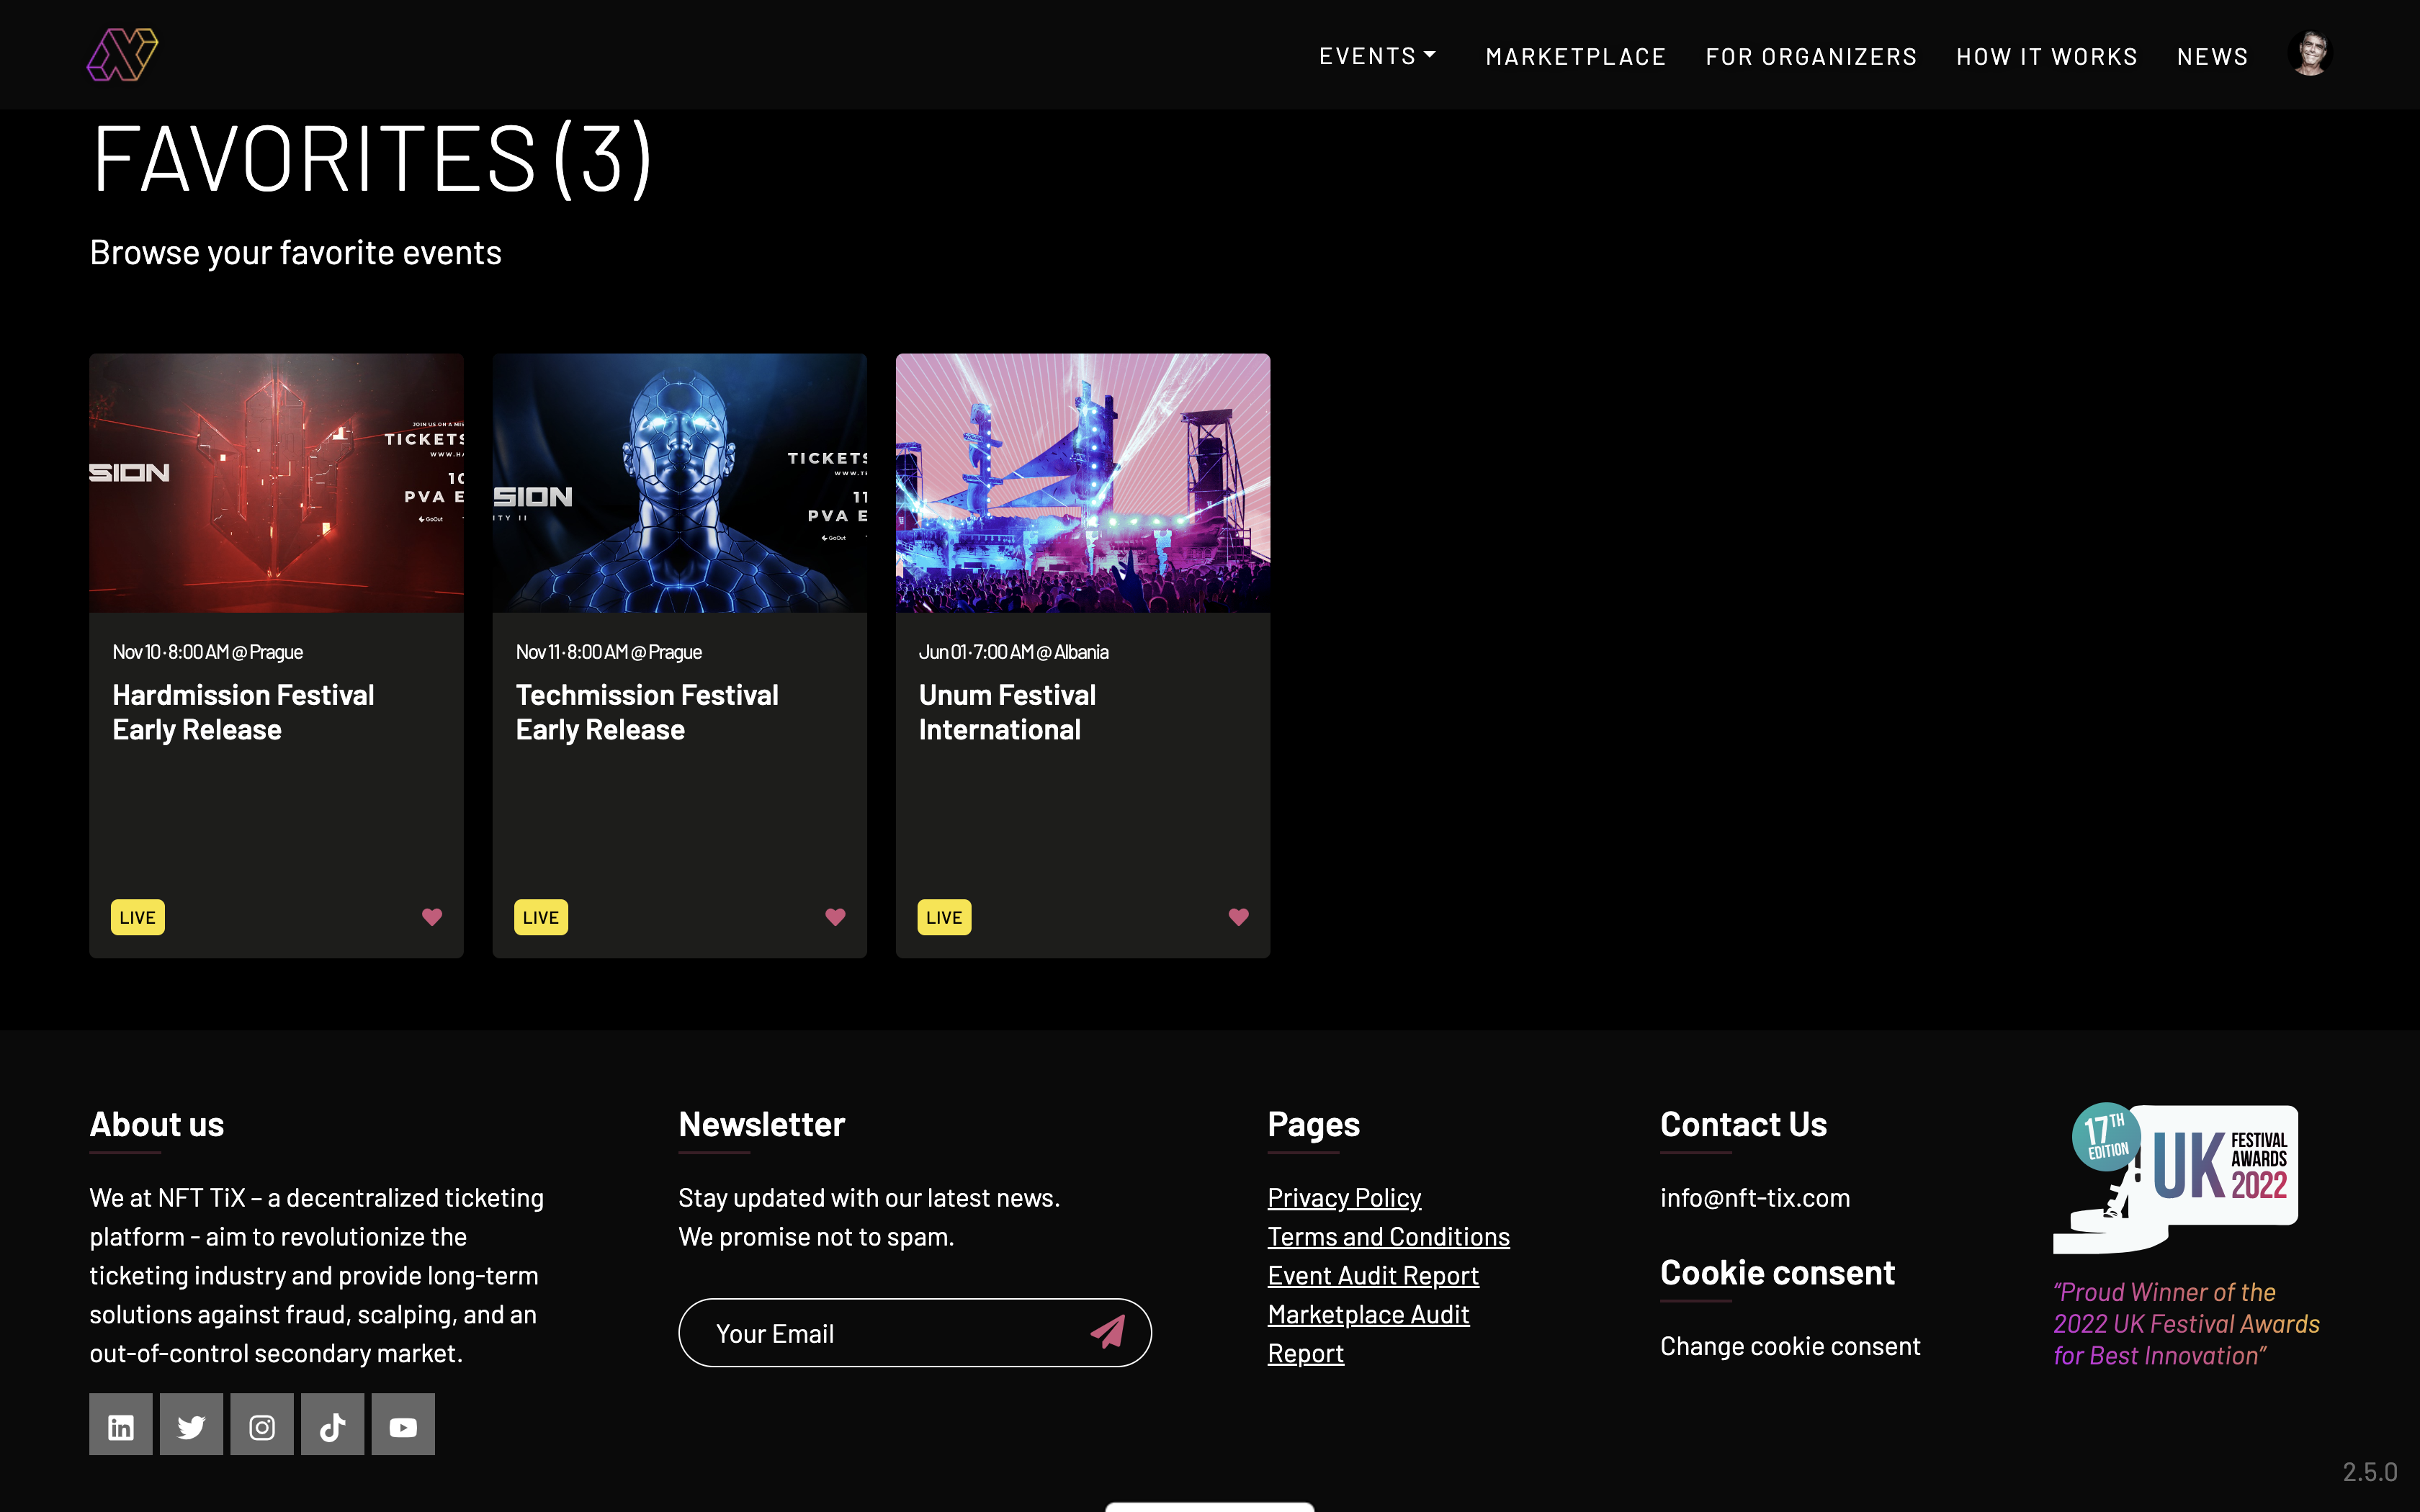 EVENTS
MARKETPLACE
FOR ORGANIZERS
HOW IT WORKS
NEWS
FAVORITES (3)
Browse your favorite events
SION
JOIN US ON A
TICKETS
10
PVA E
GoOut
SION
ITY II
TICKETS
11
PVA E
GoOut
Nov 10 · 8:00 AM @ Prague
Hardmission Festival
Early Release
LIVE
Nov 11 · 8:00 AM @ Prague
Techmission Festival
Early Release
LIVE
Jun 01 · 7:00 AM @ Albania
Unum Festival
International
LIVE
About us
We at NFT TiX – a decentralized ticketing
platform - aim to revolutionize the
ticketing industry and provide long-term
solutions against fraud, scalping, and an
out-of-control secondary market.
Newsletter
Stay updated with our latest news.
We promise not to spam.
Your Email
Pages
Privacy Policy
Terms and Conditions
Event Audit Report
Marketplace Audit
Report
Contact Us
info@nft-tix.com
Cookie consent
Change cookie consent
17TH
EDITION
UK
FESTIVAL
AWARDS
2022
“Proud Winner of the
2022 UK Festival Awards
for Best Innovation”
2.5.0